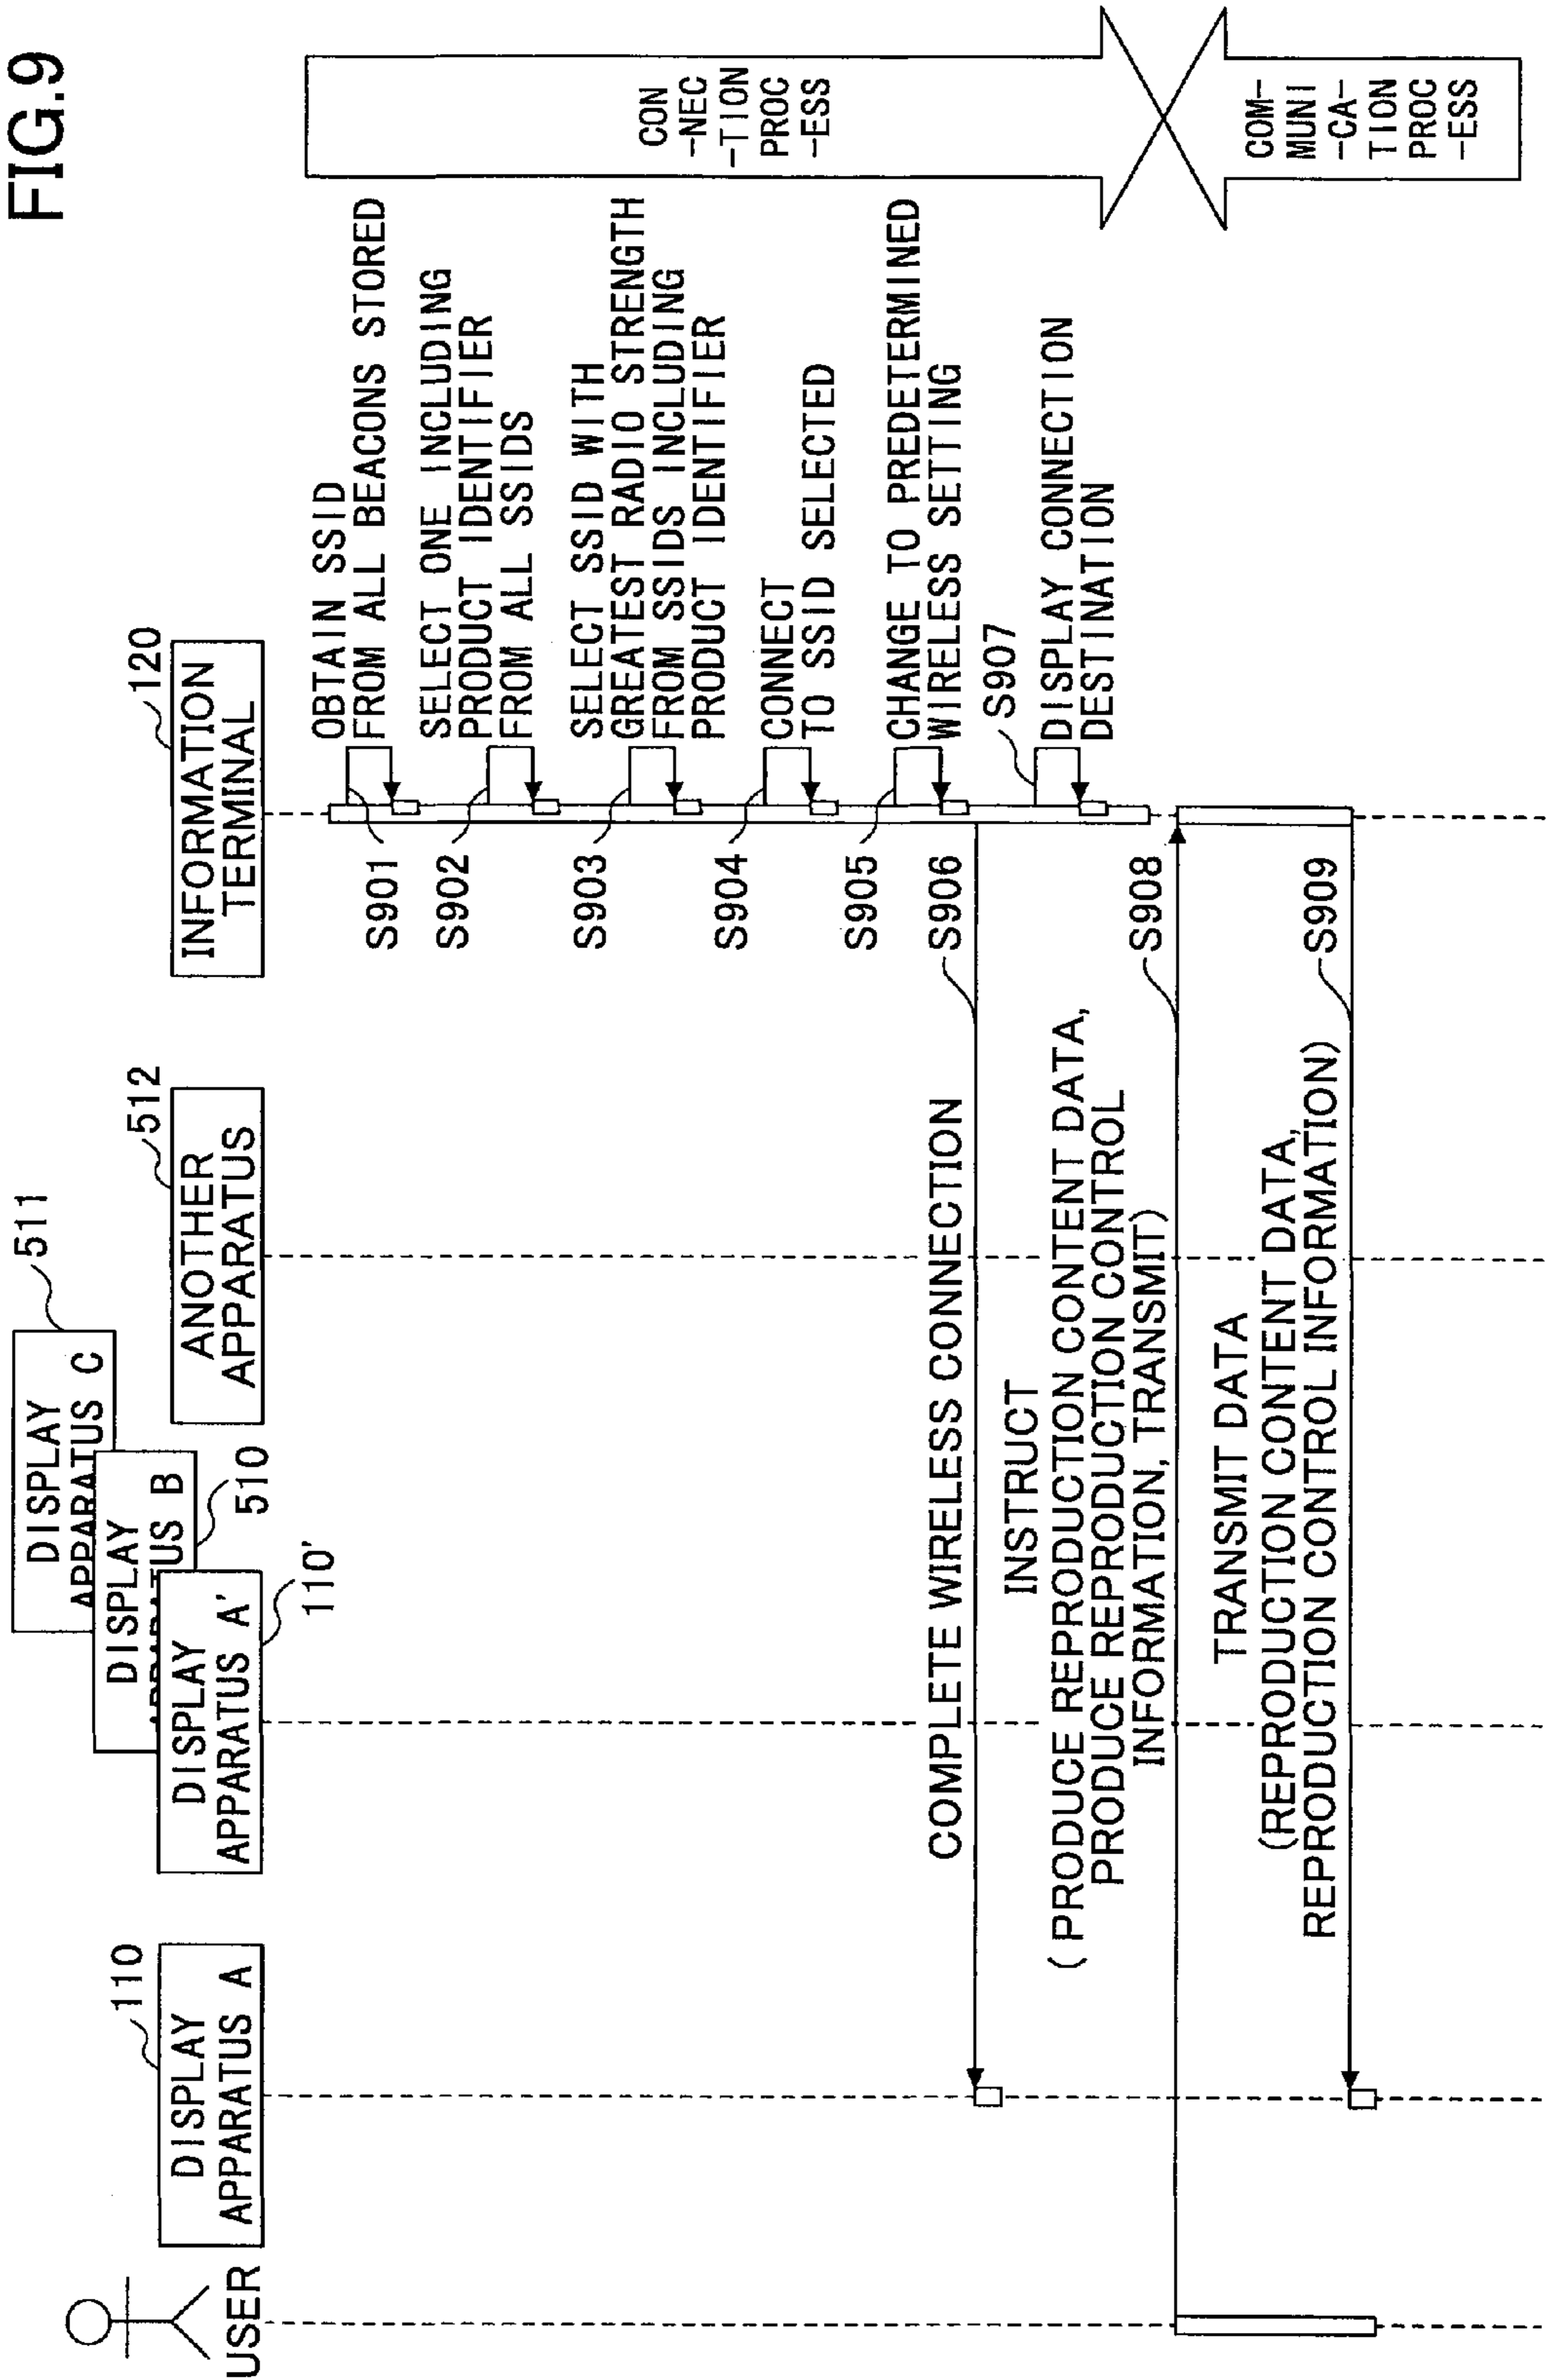 FIG.9
USER
110
DISPLAY
APPARATUS A
DISPLAY
APPARATUS A'
110'
DISPLAY
APPARATUS B
510
DISPLAY
APPARATUS C
511
ANOTHER
APPARATUS
512
INFORMATION
TERMINAL
120
S901
OBTAIN SSID
FROM ALL BEACONS STORED
S902
SELECT ONE INCLUDING
PRODUCT IDENTIFIER
FROM ALL SSIDS
S903
SELECT SSID WITH
GREATEST RADIO STRENGTH
FROM SSIDS INCLUDING
PRODUCT IDENTIFIER
S904
CONNECT
TO SSID SELECTED
S905
CHANGE TO PREDETERMINED
WIRELESS SETTING
COMPLETE WIRELESS CONNECTION
S906
S907
DISPLAY CONNECTION
DESTINATION
INSTRUCT
( PRODUCE REPRODUCTION CONTENT DATA,
PRODUCE REPRODUCTION CONTROL
INFORMATION, TRANSMIT)
S908
TRANSMIT DATA
(REPRODUCTION CONTENT DATA,
REPRODUCTION CONTROL INFORMATION)
S909
CON
-NEC
-TION
PROC
-ESS
COM-
MUNI
-CA-
TION
PROC
-ESS